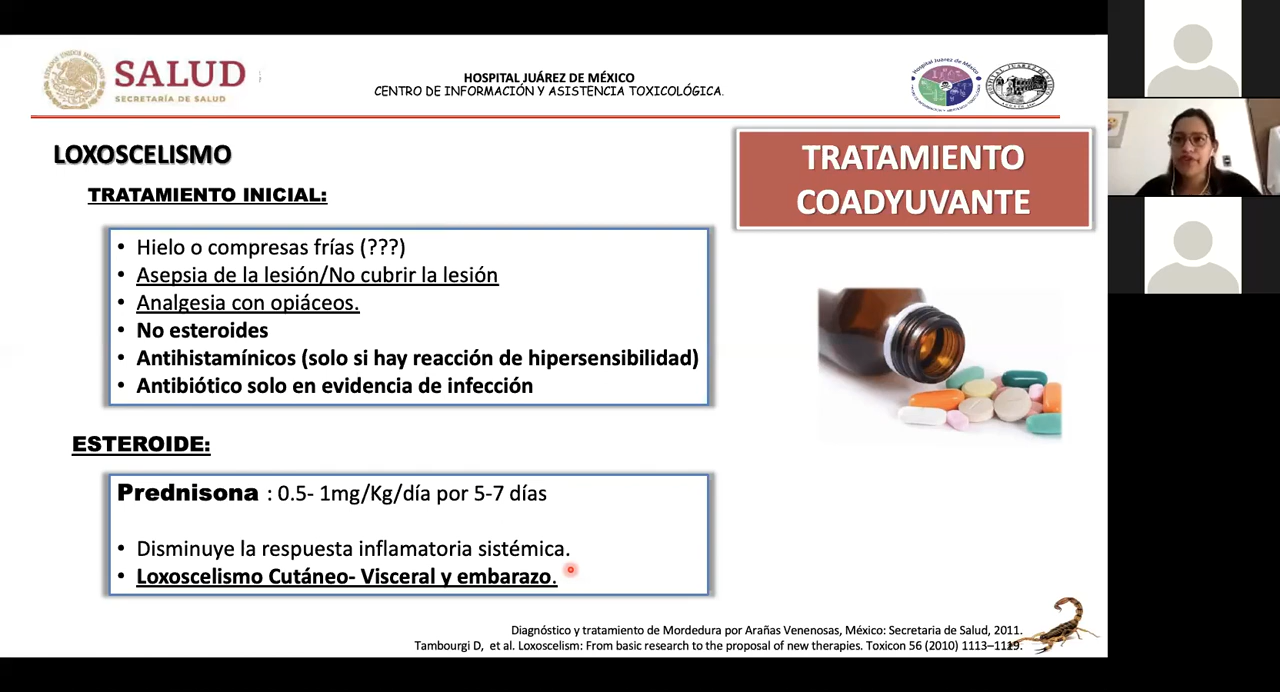 SALUD
SECRETARÍA DE SALUD
HOSPITAL JUÁREZ DE MÉXICO
CENTRO DE INFORMACIÓN Y ASISTENCIA TOXICOLÓGICA.
LOXOSCELISMO
TRATAMIENTO INICIAL:
• Hielo o compresas frías (???)
• Asepsia de la lesión/No cubrir la lesión
• Analgesia con opiáceos.
• No esteroides
• Antihistamínicos (solo si hay reacción de hipersensibilidad)
• Antibiótico solo en evidencia de infección
ESTEROIDE:
Prednisona : 0.5- 1mg/Kg/día por 5-7 días
• Disminuye la respuesta inflamatoria sistémica.
• Loxoscelismo Cutáneo- Visceral y embarazo.
TRATAMIENTO
COADYUVANTE
Diagnóstico y tratamiento de Mordedura por Arañas Venenosas, México: Secretaria de Salud, 2011.
Tambourgi D, et al. Loxoscelism: From basic research to the proposal of new therapies. Toxicon 56 (2010) 1113–1119.